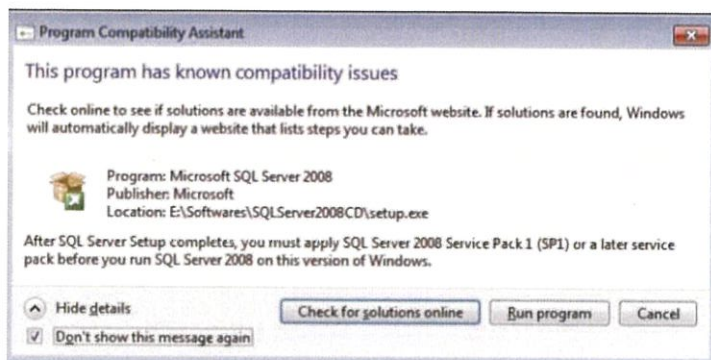 Program Compatibility Assistant
This program has known compatibility issues
Check online to see if solutions are available from the Microsoft website. If solutions are found, Windows
will automatically display a website that lists steps you can take.
Program: Microsoft SQL Server 2008
Publisher: Microsoft
Location: E:\Softwares\SQLServer2008CD\setup.exe
After SQL Server Setup completes, you must apply SQL Server 2008 Service Pack 1 (SP1) or a later service
pack before you run SQL Server 2008 on this version of Windows.
Hide details Check for solutions online Run program Cancel
Don't show this message again